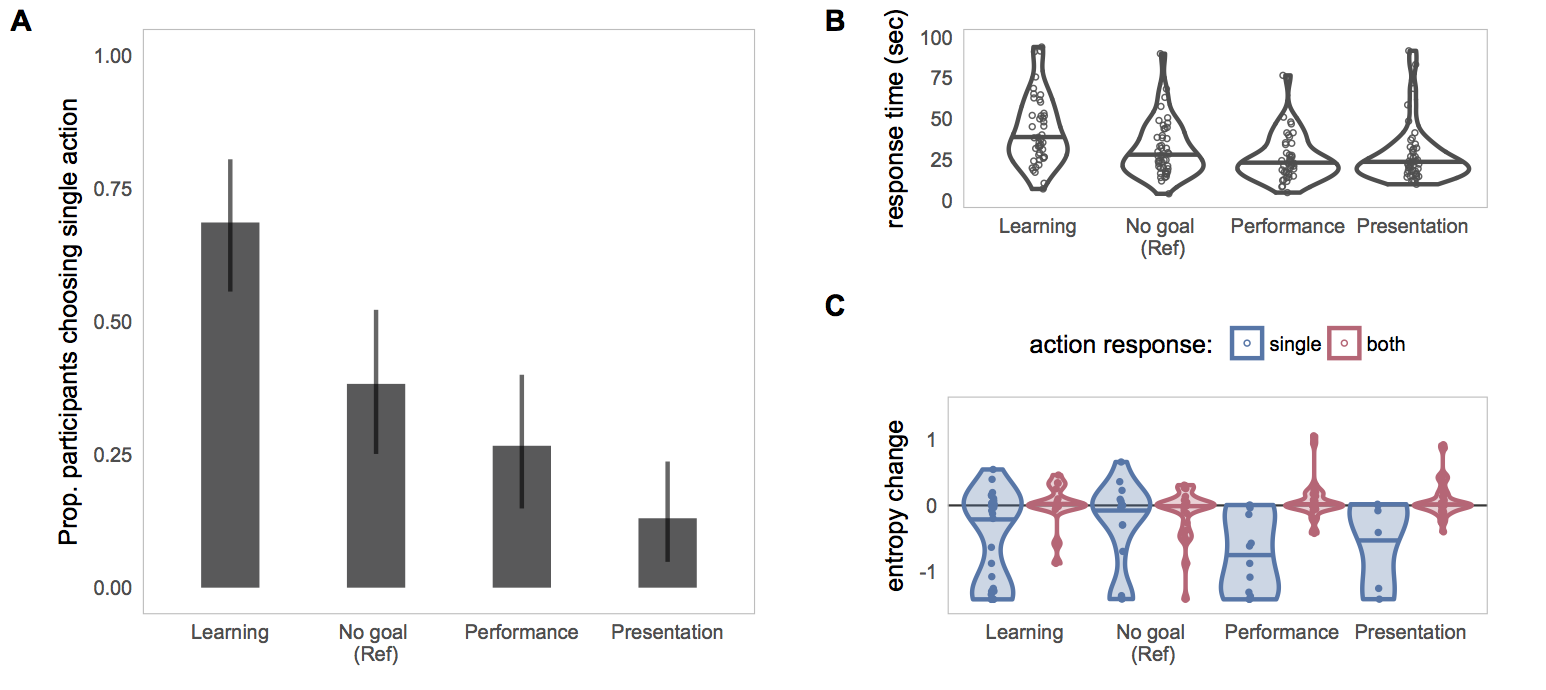 A
Prop. participants choosing single action
1.00
0.75
0.50
0.25
0.00
Learning
No goal
(Ref)
Performance
Presentation
B
response time (sec)
100
75
50
25
0
Learning
No goal
(Ref)
Performance
Presentation
C
action response:
single
both
entropy change
1
0
-1
Learning
No goal
(Ref)
Performance
Presentation